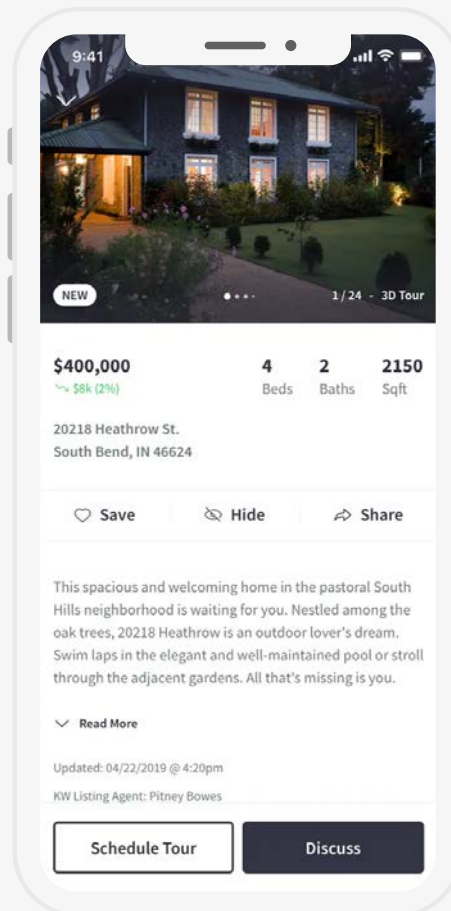 9:41
NEW
1 / 24 - 3D Tour
$400,000 4 2 2150
$8k (2%) Beds Baths Sqft
20218 Heathrow St.
South Bend, IN 46624
Save Hide Share
This spacious and welcoming home in the pastoral South
Hills neighborhood is waiting for you. Nestled among the
oak trees, 20218 Heathrow is an outdoor lover's dream.
Swim laps in the elegant and well-maintained pool or stroll
through the adjacent gardens. All that's missing is you.
Read More
Updated: 04/22/2019 @ 4:20pm
KW Listing Agent: Pitney Bowes
Schedule Tour Discuss